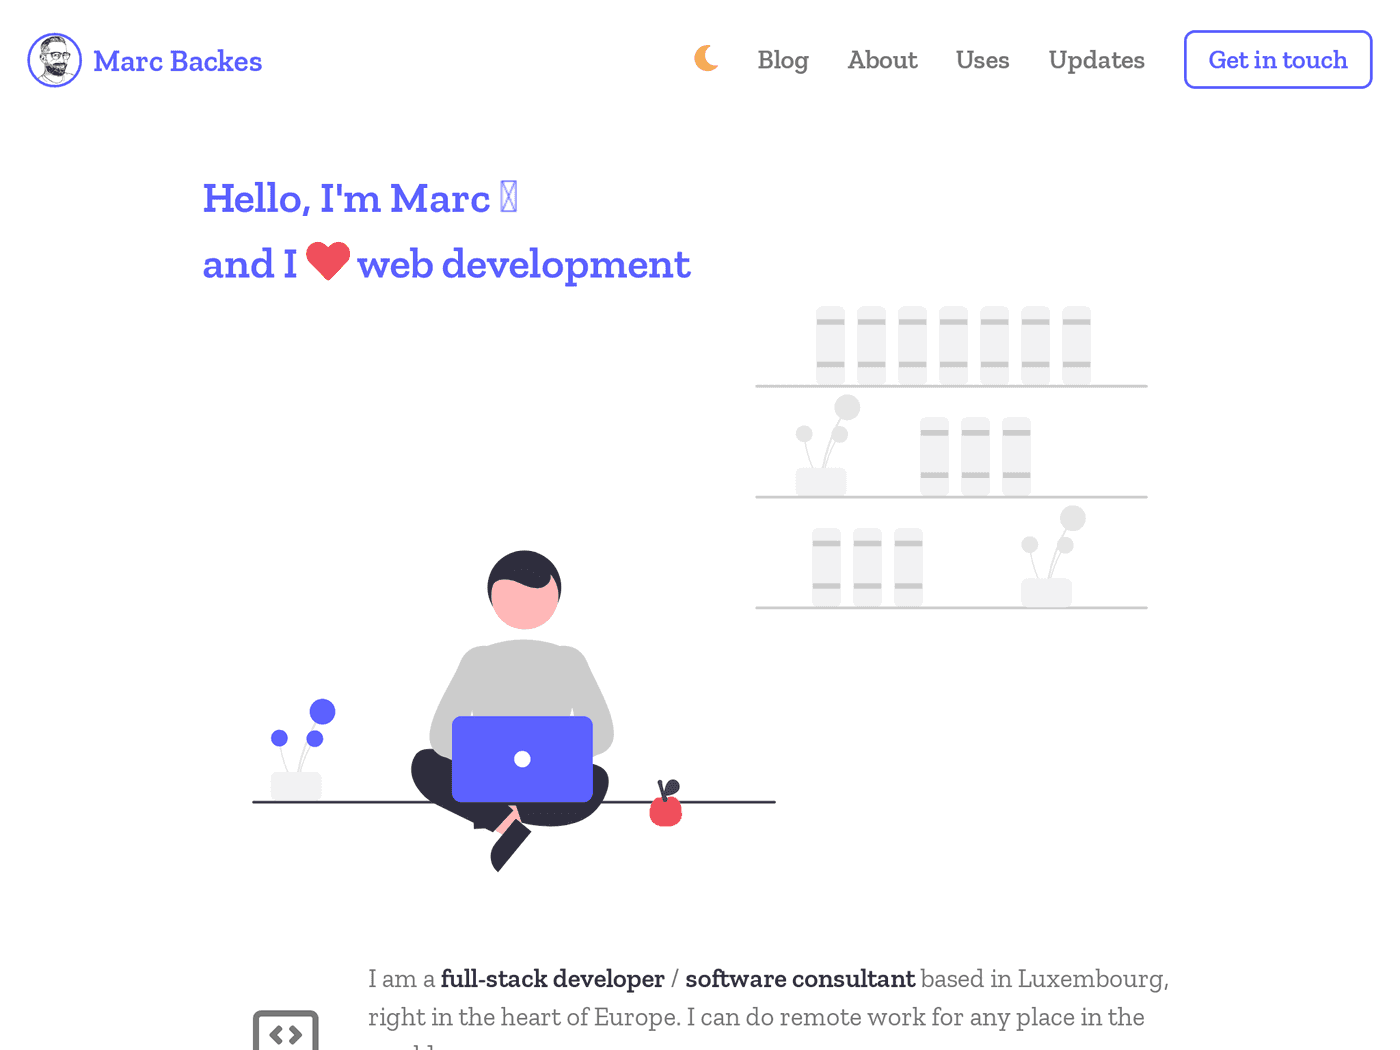 Marc Backes
Blog About Uses Updates Get in touch
Hello, I'm Marc
and I ❤ web development
I am a full-stack developer / software consultant based in Luxembourg,
right in the heart of Europe. I can do remote work for any place in the